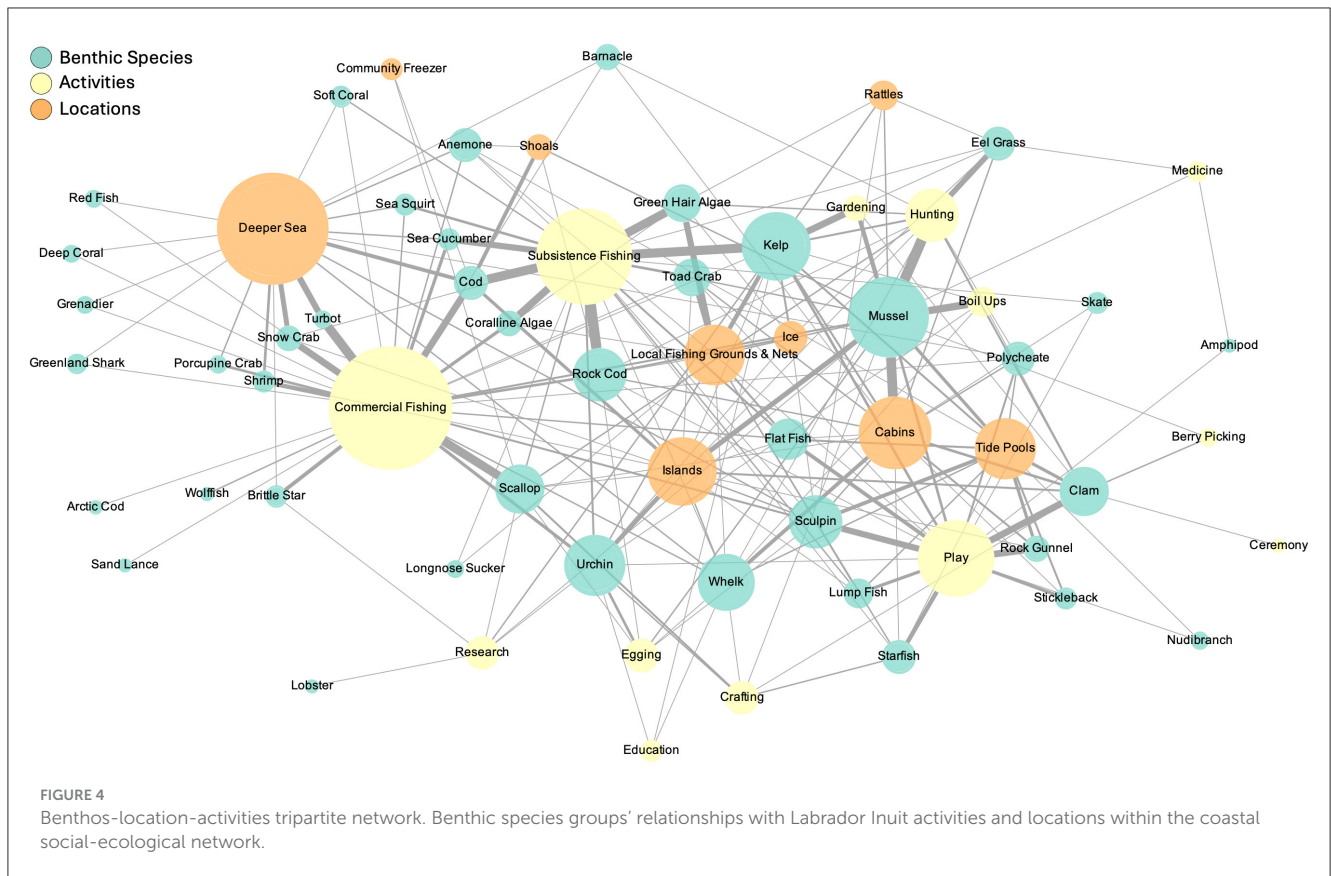 Benthic Species
Activities
Locations
Barnacle
Community Freezer
Soft Coral
Rattles
Anemone
Shoals
Eel Grass
Medicine
Red Fish
Sea Squirt
Green Hair Algae
Gardening
Hunting
Deeper Sea
Sea Cucumber
Kelp
Deep Coral
Subsistence Fishing
Cod
Toad Crab
Grenadier
Boil Ups
Skate
Turbot
Coralline Algae
Mussel
Snow Crab
Ice
Amphipod
Greenland Shark
Porcupine Crab
Local Fishing Grounds & Nets
Polycheate
Shrimp
Rock Cod
Commercial Fishing
Cabins
Berry Picking
Flat Fish
Tide Pools
Islands
Scallop
Clam
Wolffish
Brittle Star
Arctic Cod
Sculpin
Ceremony
Rock Gunnel
Play
Sand Lance
Longnose Sucker
Urchin
Whelk
Lump Fish
Stickleback
Nudibranch
Research
Egging
Starfish
Lobster
Crafting
Education
FIGURE 4
Benthos-location-activities tripartite network. Benthic species groups' relationships with Labrador Inuit activities and locations within the coastal
social-ecological network.